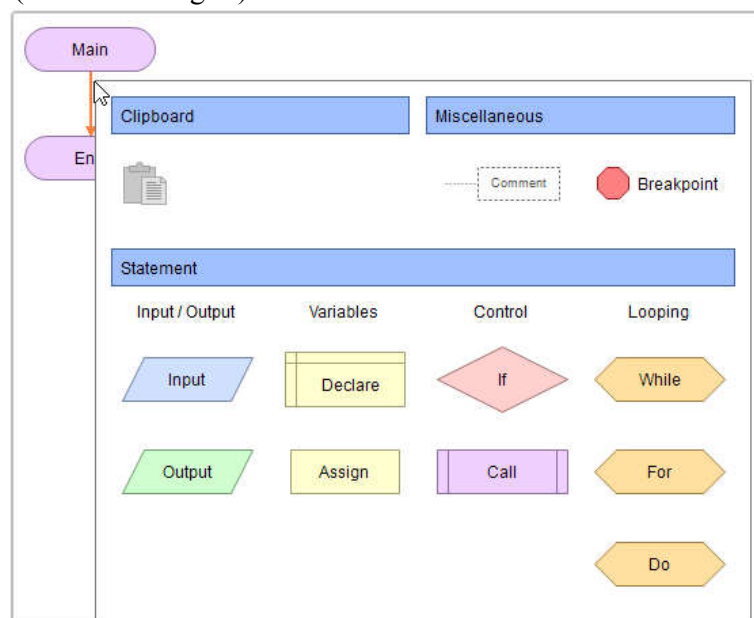 Main
En
Clipboard Miscellaneous
Comment Breakpoint
Statement
Input / Output Variables Control Looping
Input Declare If While
Output Assign Call For
Do